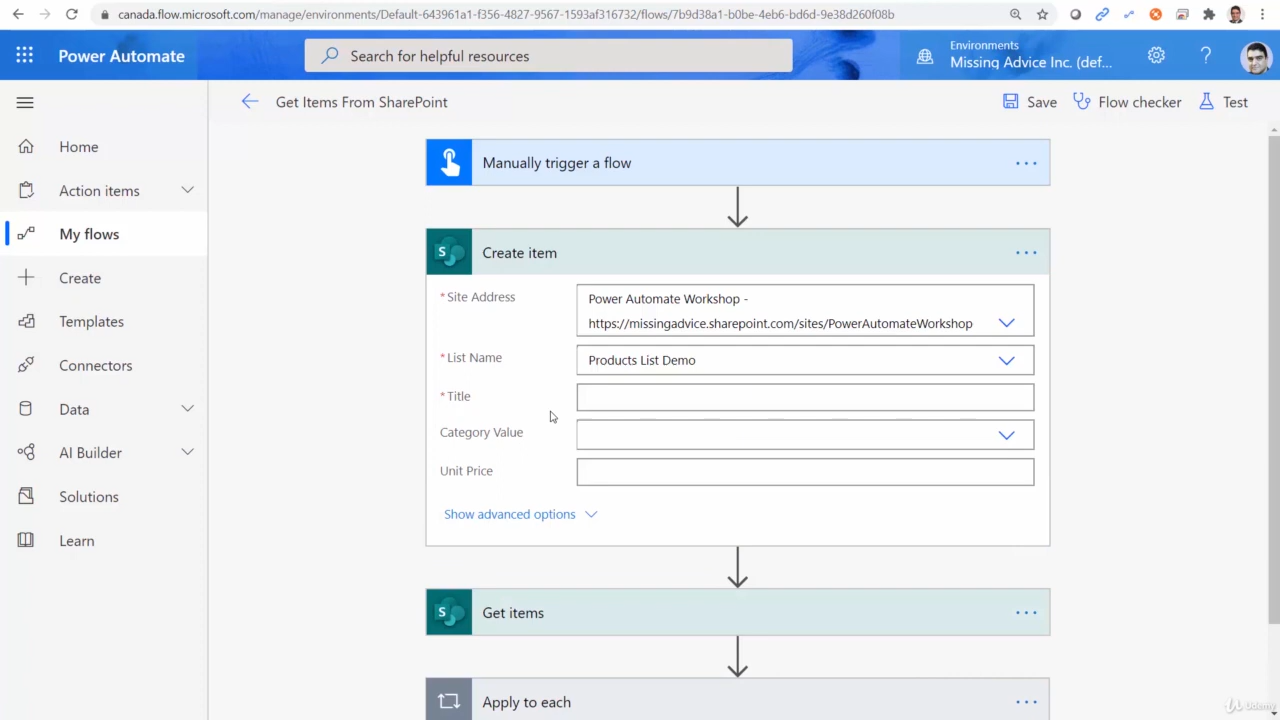 canada.flow.microsoft.com/manage/environments/Default-643961a1-f356-4827-9567-1593af316732/flows/7b9d38a1-b0be-4eb6-bd6d-9e38d260f08b
Power Automate
Search for helpful resources
Environments
Missing Advice Inc. (def...
?
Get Items From SharePoint
Save
Flow checker
Test
Home
Action items
My flows
Create
Templates
Connectors
Data
AI Builder
Solutions
Learn
Manually trigger a flow
S
Create item
* Site Address
Power Automate Workshop -
https://missingadvice.sharepoint.com/sites/PowerAutomateWorkshop
* List Name
Products List Demo
* Title
Category Value
Unit Price
Show advanced options
S
Get items
Apply to each
Udemy